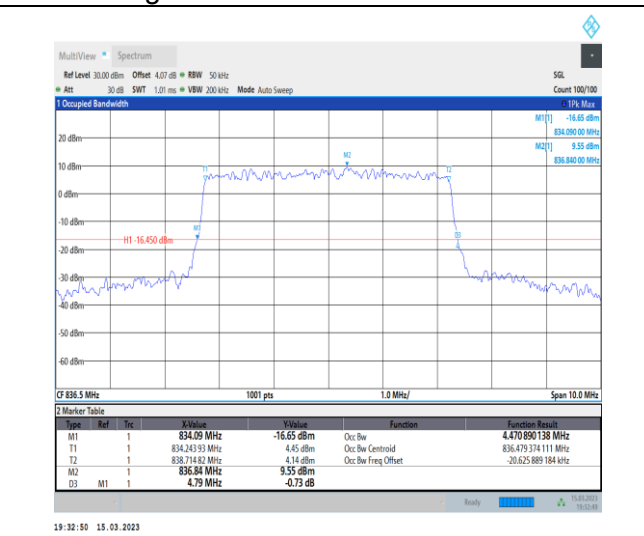 MultiView Spectrum
Ref Level 30.00 dBm Offset 4.07 dB RBW 50 kHz SGL
Att 30 dB SWT 1.01 ms VBW 200 kHz Mode Auto Sweep Count 100/100
1 Occupied Bandwidth 1Pk Max
M1[1] -16.65 dBm
834.090 00 MHz
M2[1] 9.55 dBm
836.840 00 MHz
20 dBm
M2
10 dBm
T1 T2
0 dBm
-10 dBm
M1
D3
H1 -16.450 dBm
-20 dBm
-30 dBm
-40 dBm
-50 dBm
-60 dBm
CF 836.5 MHz 1001 pts 1.0 MHz/ Span 10.0 MHz
2 Marker Table
Type Ref Trc X-Value Y-Value Function Function Result
M1 1 834.09 MHz -16.65 dBm Occ Bw 4.470 890 138 MHz
T1 1 834.243 93 MHz 4.45 dBm Occ Bw Centroid 836.479 374 111 MHz
T2 1 838.714 82 MHz 4.14 dBm Occ Bw Freq Offset -20.625 889 184 kHz
M2 1 836.84 MHz 9.55 dBm
D3 M1 1 4.79 MHz -0.73 dB
Ready 15.03.2023
19:32:49
19:32:50 15.03.2023